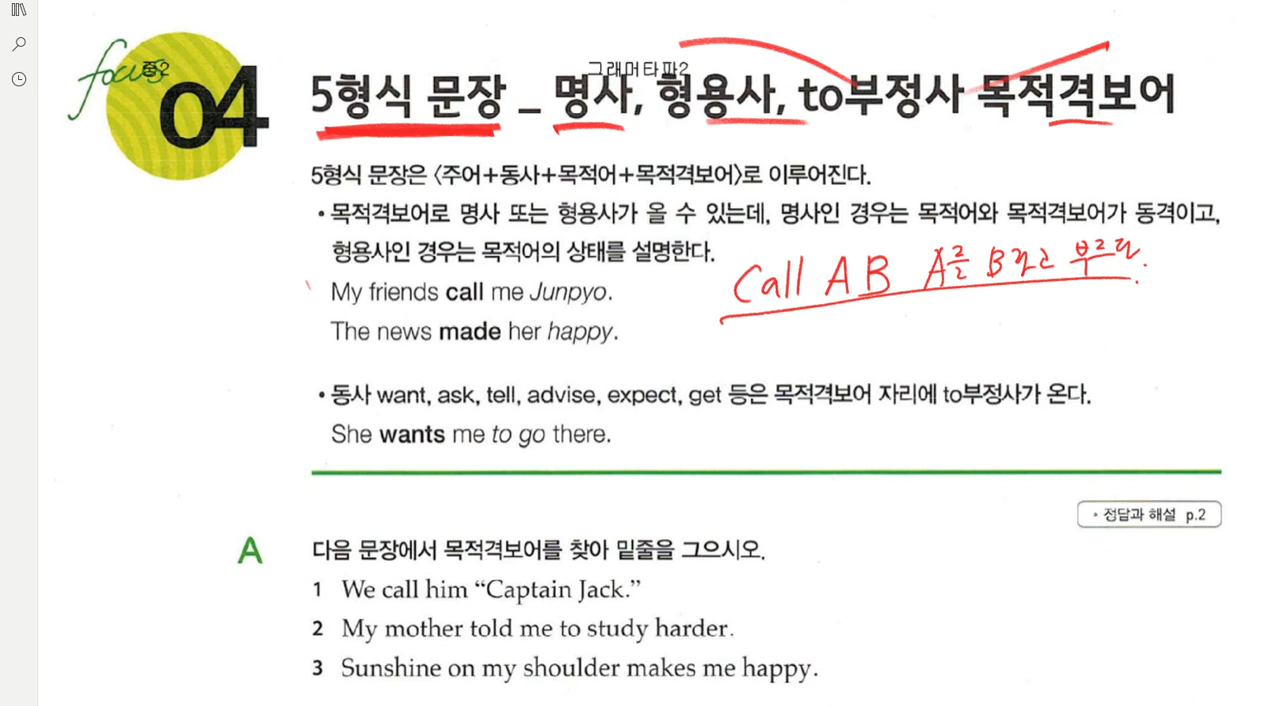 focus
04
중2
그래머타파2
5형식 문장 _ 명사, 형용사, to부정사 목적격보어
5형식 문장은 〈주어+동사+목적어+목적격보어〉로 이루어진다.
• 목적격보어로 명사 또는 형용사가 올 수 있는데, 명사인 경우는 목적어와 목적격보어가 동격이고,
형용사인 경우는 목적어의 상태를 설명한다.
Call A B A를 B라고 부르다.
My friends call me Junpyo.
The news made her happy.
• 동사 want, ask, tell, advise, expect, get 등은 목적격보어 자리에 to부정사가 온다.
She wants me to go there.
• 정답과 해설 p.2
A 다음 문장에서 목적격보어를 찾아 밑줄을 그으시오.
1 We call him “Captain Jack.”
2 My mother told me to study harder.
3 Sunshine on my shoulder makes me happy.